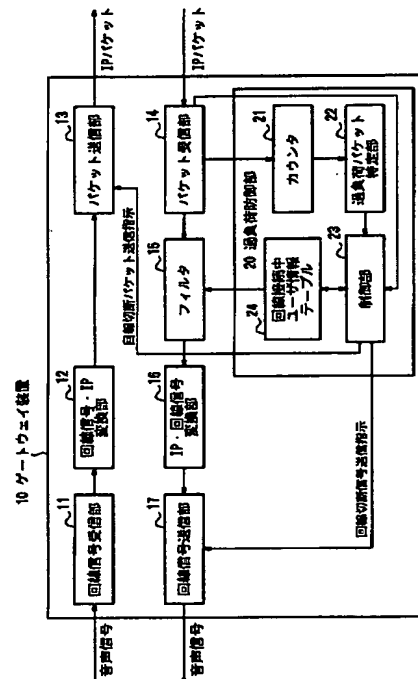 10 ゲートウェイ装置
音声信号
11
回線信号受信部
12
回線信号・IP
変換部
13
パケット送信部
IPパケット
回線切断パケット送信指示
音声信号
17
回線信号送信部
16
IP・回線信号
変換部
15
フィルタ
14
パケット受信部
IPパケット
20 過負荷防御部
24
回線接続中
ユーザ情報
テーブル
21
カウンタ
23
制御部
22
過負荷パケット
特定部
回線切断信号送信指示